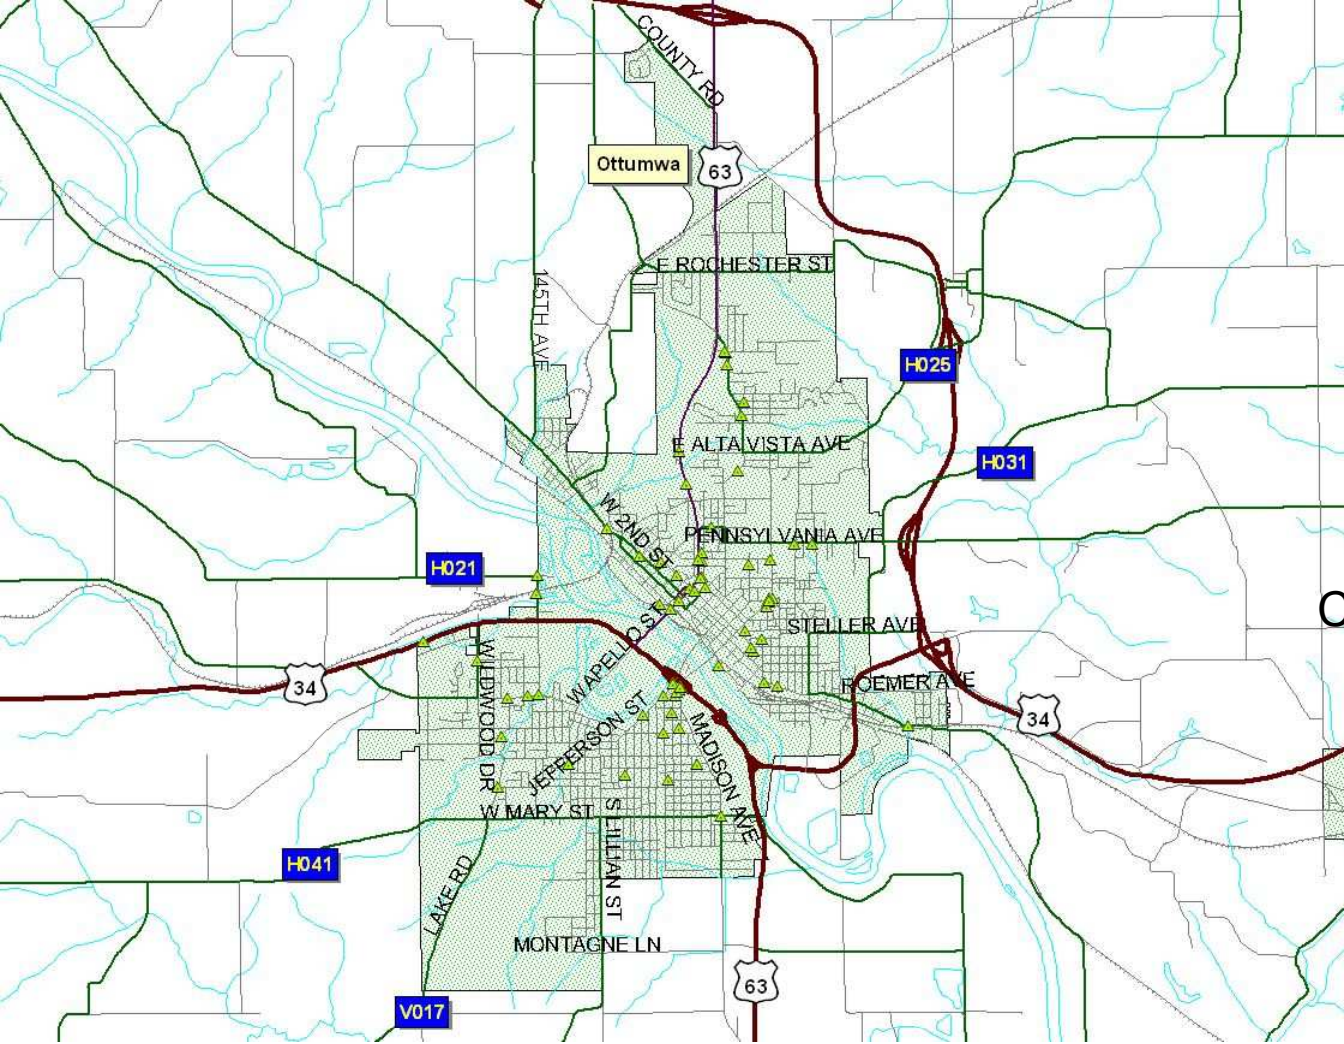 COUNTY RD
Ottumwa
63
E ROCHESTER ST
145TH AVE
H025
E ALTA VISTA AVE
H031
W 2ND ST
PENNSYLVANIA AVE
H021
STELLER AVE
WAPELLO ST
WILDWOOD DR
34
ROEMER AVE
34
JEFFERSON ST
MADISON AVE
W MARY ST
S LILLIAN ST
H041
LAKE RD
MONTAGNE LN
63
V017